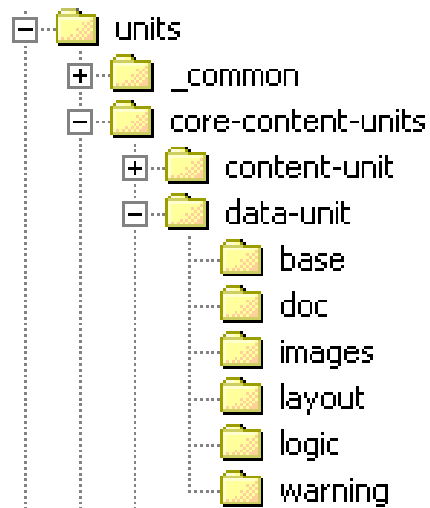 units
_common
core-content-units
content-unit
data-unit
base
doc
images
layout
logic
warning